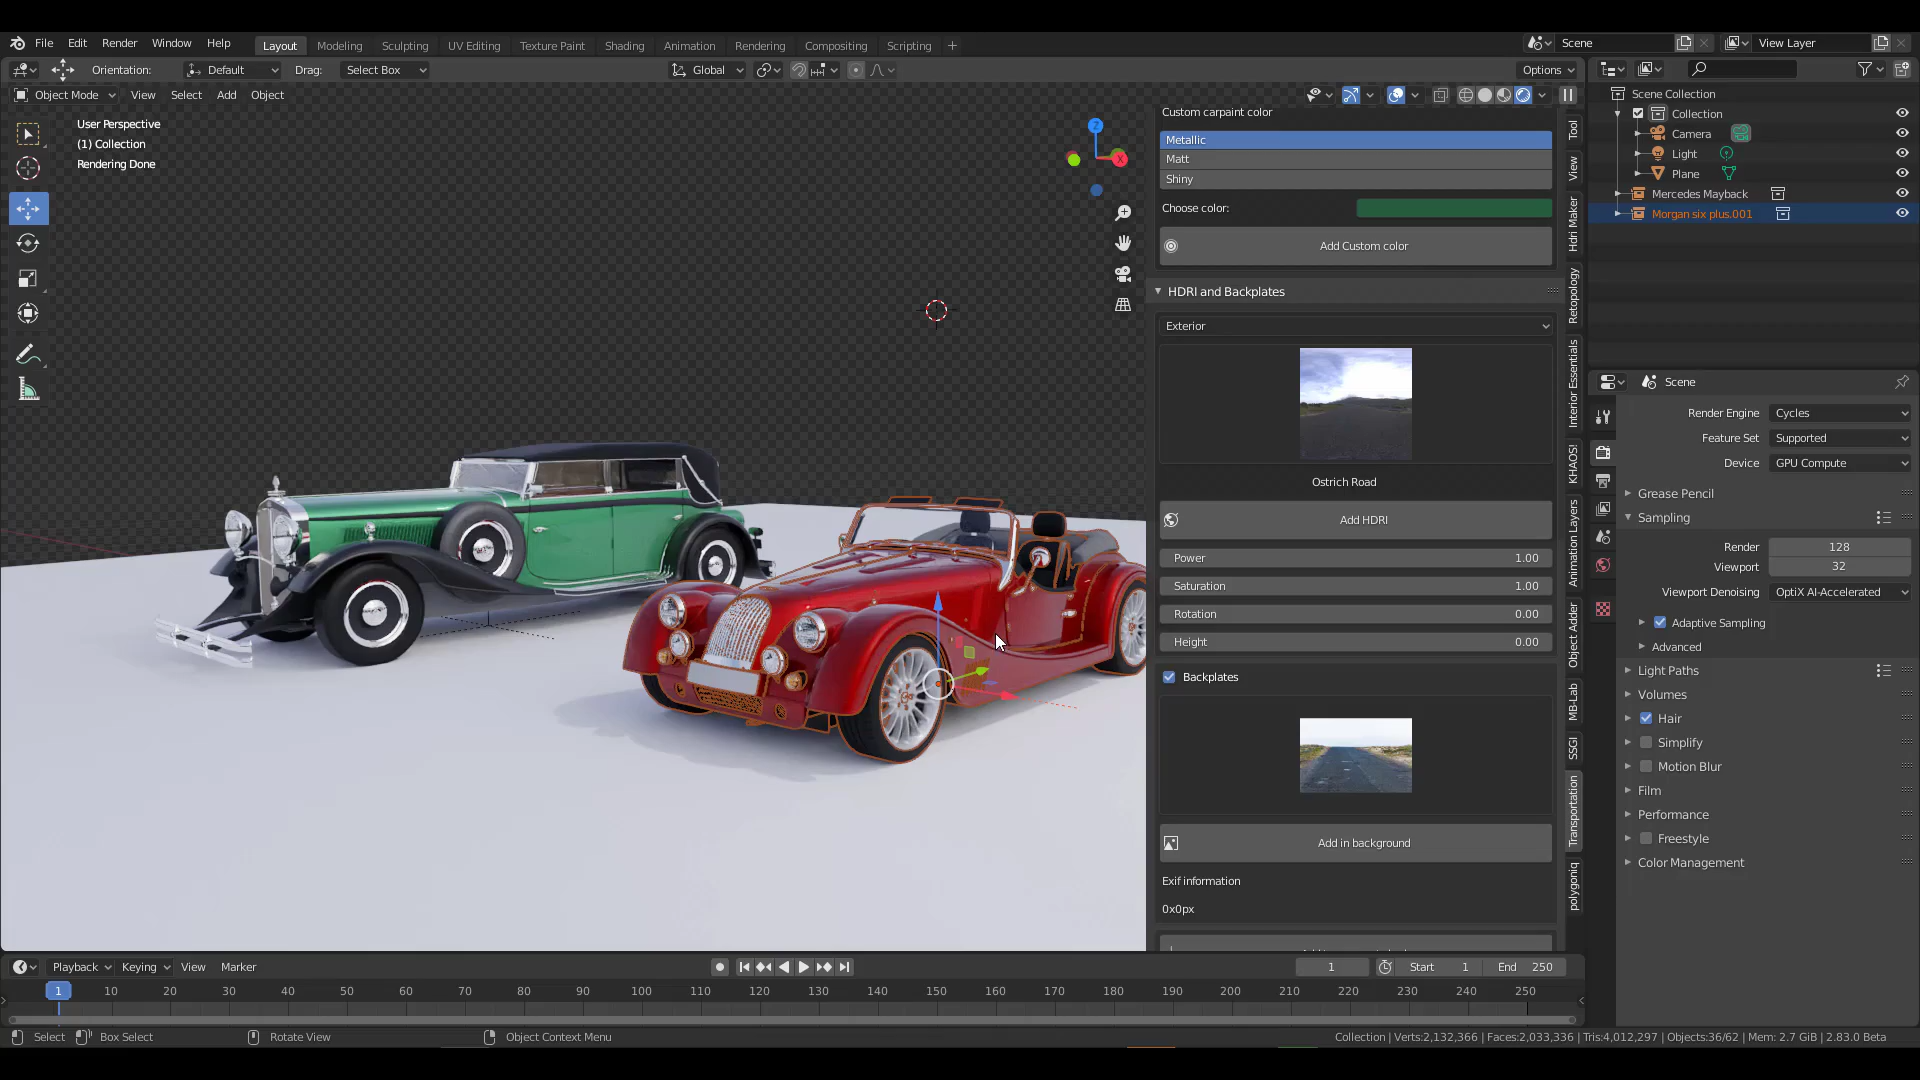 File Edit Render Window Help Layout Modeling Sculpting UV Editing Texture Paint Shading Animation Rendering Compositing Scripting + Scene View Layer
Orientation: Default Drag: Select Box Global Options
Object Mode View Select Add Object
User Perspective
(1) Collection
Rendering Done
Z
X
Custom carpaint color
Metallic
Matt
Shiny
Choose color:
Add Custom color
HDRI and Backplates
Exterior
Ostrich Road
Add HDRI
Power 1.00
Saturation 1.00
Rotation 0.00
Height 0.00
Backplates
Add in background
Exif information
0x0px
Tool
View
Hdri Maker
Retopology
Interior Essentials
KHAOS!
Animation Layers
Object Adder
MB-Lab
SSGI
Transportation
polygoniq
Scene Collection
Collection
Camera
Light
Plane
Mercedes Mayback
Morgan six plus.001
Scene
Render Engine Cycles
Feature Set Supported
Device GPU Compute
Grease Pencil
Sampling
Render 128
Viewport 32
Viewport Denoising OptiX AI-Accelerated
Adaptive Sampling
Advanced
Light Paths
Volumes
Hair
Simplify
Motion Blur
Film
Performance
Freestyle
Color Management
Playback Keying View Marker 1 Start 1 End 250
1 10 20 30 40 50 60 70 80 90 100 110 120 130 140 150 160 170 180 190 200 210 220 230 240 250
Select Box Select Rotate View Object Context Menu Collection | Verts:2,132,366 | Faces:2,033,336 | Tris:4,012,297 | Objects:36/62 | Mem: 2.7 GiB | 2.83.0 Beta